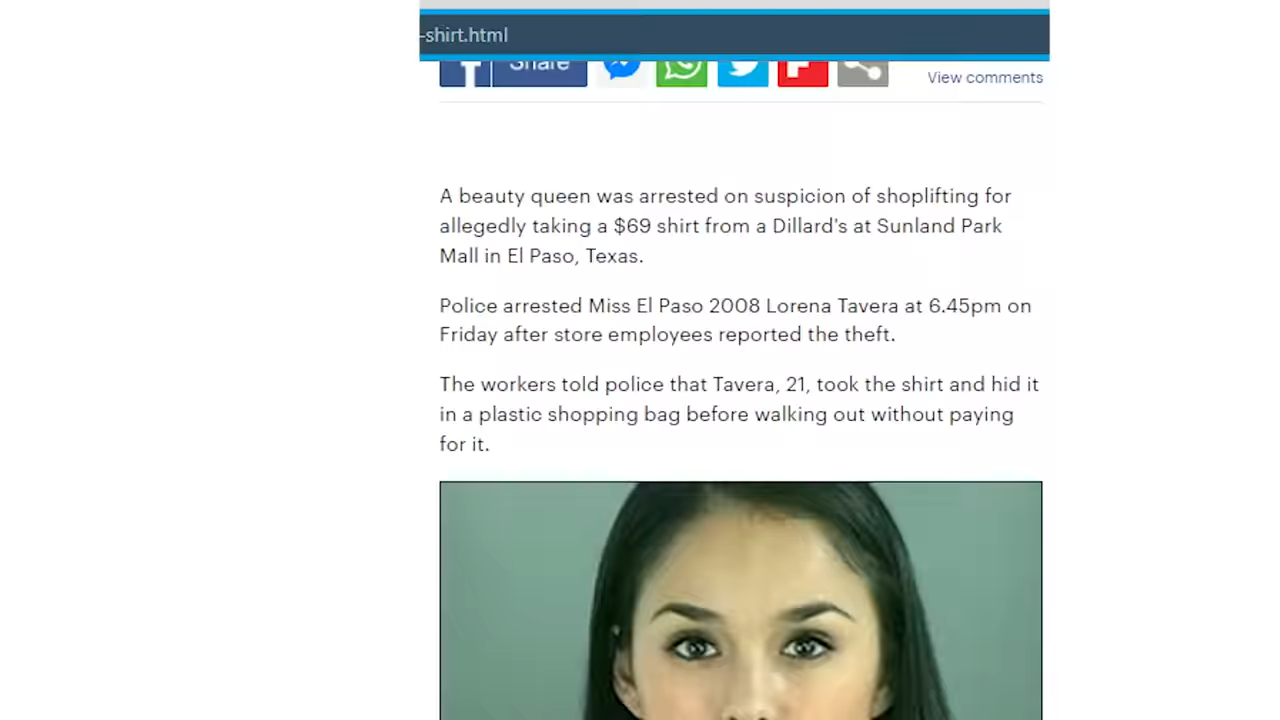 -shirt.html
Share
View comments
A beauty queen was arrested on suspicion of shoplifting for
allegedly taking a $69 shirt from a Dillard's at Sunland Park
Mall in El Paso, Texas.
Police arrested Miss El Paso 2008 Lorena Tavera at 6.45pm on
Friday after store employees reported the theft.
The workers told police that Tavera, 21, took the shirt and hid it
in a plastic shopping bag before walking out without paying
for it.